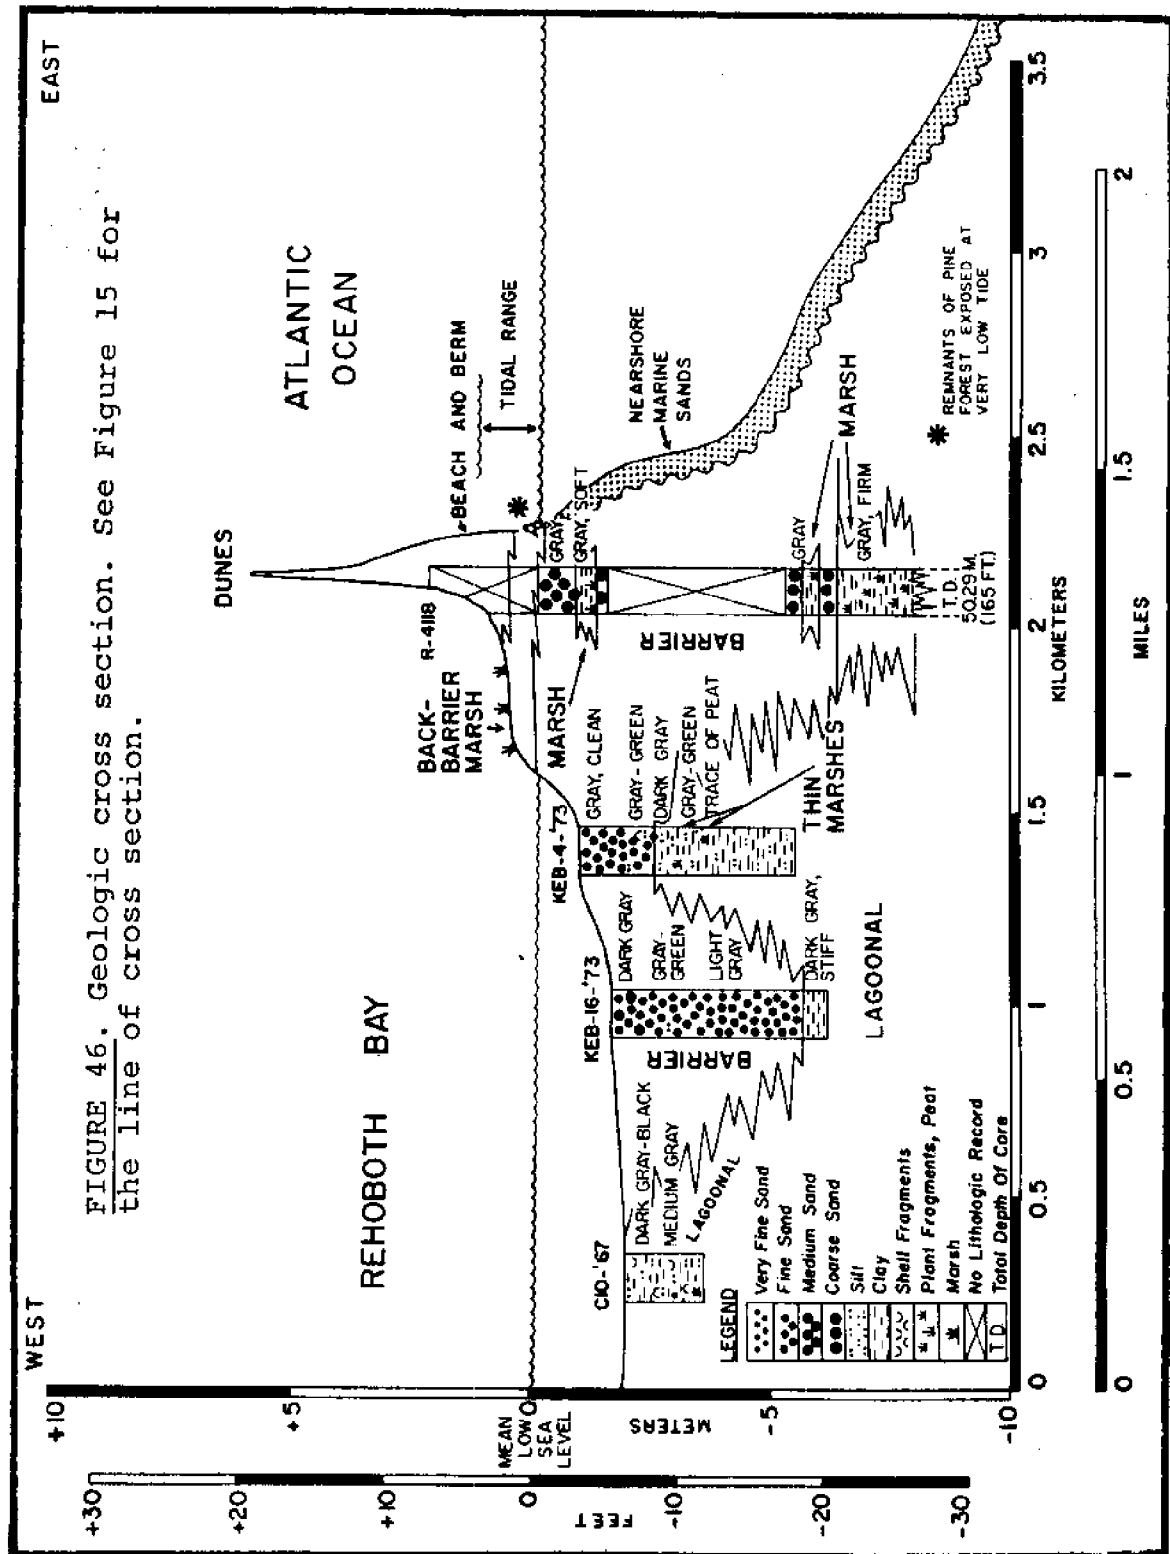 FIGURE 46. Geologic cross section. See Figure 15 for
the line of cross section.
WEST
EAST
REHOBOTH BAY
ATLANTIC
OCEAN
DUNES
BEACH AND BERM
TIDAL RANGE
R-4118
BACK-
BARRIER
MARSH
MARSH
NEARSHORE
MARINE
SANDS
C10-'67
KEB-16-'73
KEB-4-'73
DARK GRAY-BLACK
MEDIUM GRAY
LAGOONAL
BARRIER
DARK GRAY
GRAY-
GREEN
LIGHT
GRAY
DARK GRAY,
STIFF
LAGOONAL
GRAY, CLEAN
GRAY-GREEN
DARK GRAY
GRAY-GREEN
TRACE OF PEAT
THIN
MARSHES
BARRIER
GRAY
GRAY, SOFT
GRAY
GRAY, FIRM
MARSH
T.D.
50.29 M.
(165 FT.)
* REMNANTS OF PINE
FOREST EXPOSED AT
VERY LOW TIDE
LEGEND
Very Fine Sand
Fine Sand
Medium Sand
Coarse Sand
Silt
Clay
Shell Fragments
Plant Fragments, Peat
Marsh
No Lithologic Record
T D Total Depth Of Core
+10
+5
0
-5
-10
METERS
MEAN
LOW
SEA
LEVEL
+30
+20
+10
0
-10
-20
-30
FEET
0 0.5 1 1.5 2 2.5 3 3.5
KILOMETERS
0 0.5 1 1.5 2
MILES